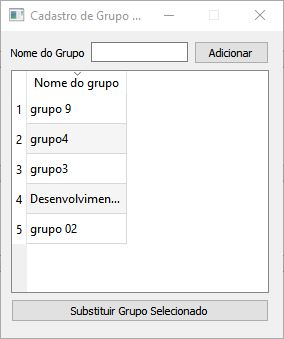 Cadastro de Grupo ...
Nome do Grupo Adicionar
Nome do grupo
1 grupo 9
2 grupo4
3 grupo3
4 Desenvolvimen...
5 grupo 02
Substituir Grupo Selecionado